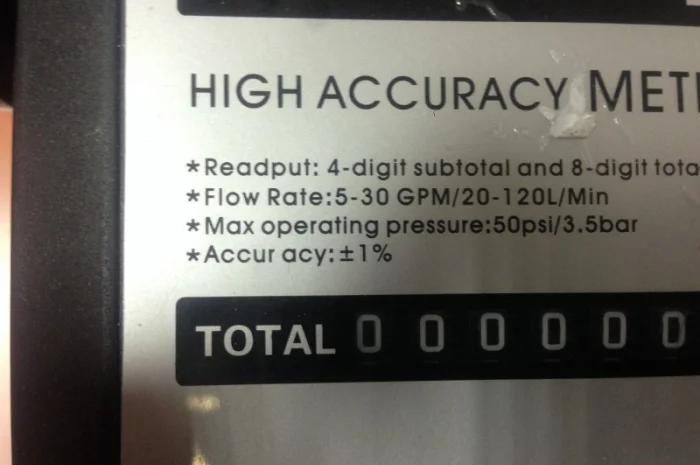 HIGH ACCURACY METE
*Readput: 4-digit subtotal and 8-digit tota
*Flow Rate:5-30 GPM/20-120L/Min
*Max operating pressure:50psi/3.5bar
*Accur acy:±1%
TOTAL 0 0 0 0 0 0